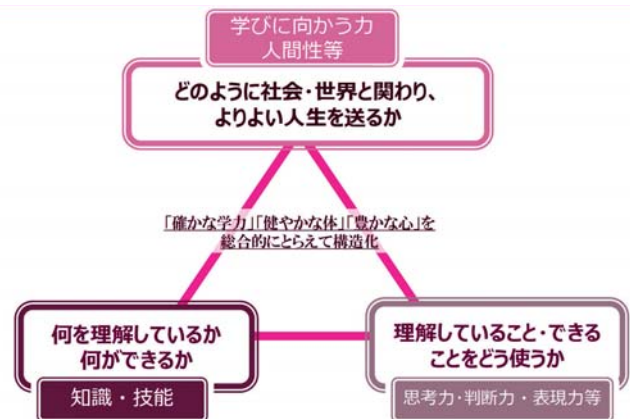 学びに向かう力
人間性等
どのように社会・世界と関わり、
よりよい人生を送るか
「確かな学力」「健やかな体」「豊かな心」を
総合的にとらえて構造化
何を理解しているか
何ができるか
知識・技能
理解していること・できる
ことをどう使うか
思考力・判断力・表現力等